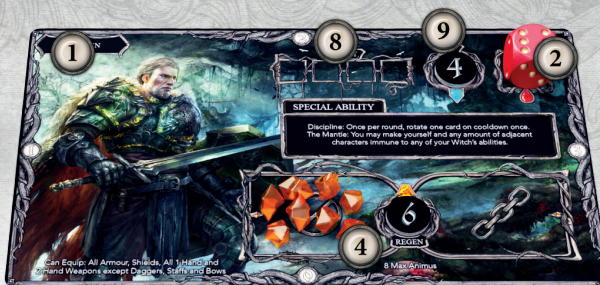 1
8
9
2
4
SPECIAL ABILITY
Discipline: Once per round, rotate one card on cooldown once.
The Mantle: You may make yourself and any amount of adjacent
characters immune to any of your Witch's abilities.
6
4
REGEN
Can Equip: All Armour, Shields, All 1 Hand and
2 Hand Weapons except Daggers, Staffs and Bows
8 Max Animus